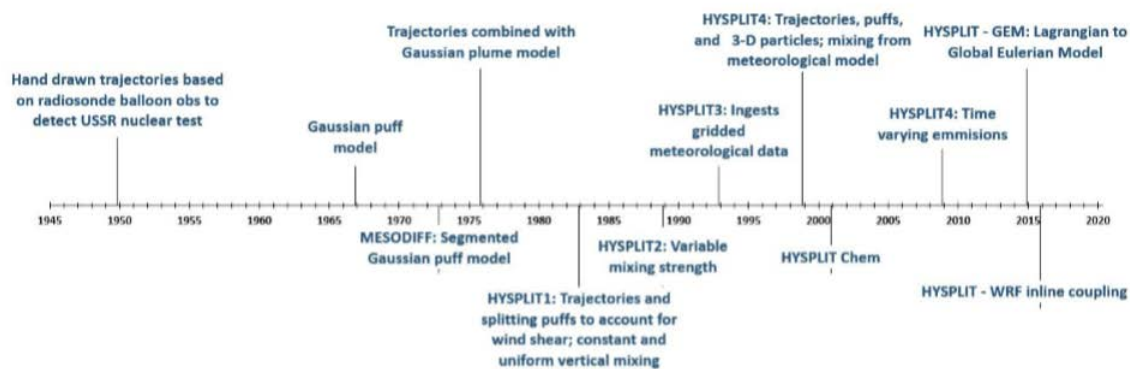 Hand drawn trajectories based
on radiosonde balloon obs to
detect USSR nuclear test
Gaussian puff
model
Trajectories combined with
Gaussian plume model
HYSPLIT3: Ingests
gridded
meteorological data
HYSPLIT4: Trajectories, puffs,
and 3-D particles; mixing from
meteorological model
HYSPLIT4: Time
varying emmisions
HYSPLIT - GEM: Lagrangian to
Global Eulerian Model
1945 1950 1955 1960 1965 1970 1975 1980 1985 1990 1995 2000 2005 2010 2015 2020
MESODIFF: Segmented
Gaussian puff model
HYSPLIT1: Trajectories and
splitting puffs to account for
wind shear; constant and
uniform vertical mixing
HYSPLIT2: Variable
mixing strength
HYSPLIT Chem
HYSPLIT - WRF inline coupling